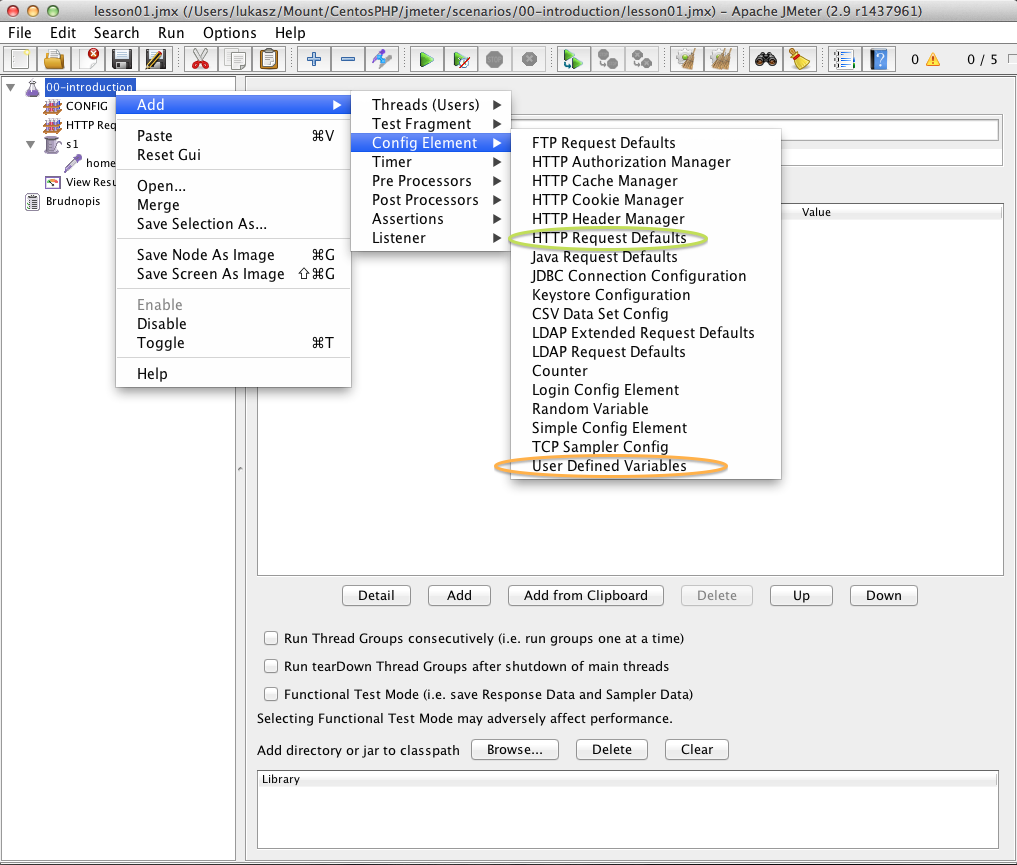 lesson01.jmx (/Users/lukasz/Mount/CentosPHP/jmeter/scenarios/00-introduction/lesson01.jmx) - Apache JMeter (2.9 r1437961)
File Edit Search Run Options Help
0 0 / 5
00-introduction
CONFIG
HTTP Req
s1
home
View Resu
Brudnopis
Add
Paste ⌘V
Reset Gui
Open...
Merge
Save Selection As...
Save Node As Image ⌘G
Save Screen As Image ⇧⌘G
Enable
Disable
Toggle ⌘T
Help
Threads (Users)
Test Fragment
Config Element
Timer
Pre Processors
Post Processors
Assertions
Listener
FTP Request Defaults
HTTP Authorization Manager
HTTP Cache Manager
HTTP Cookie Manager
HTTP Header Manager
HTTP Request Defaults
Java Request Defaults
JDBC Connection Configuration
Keystore Configuration
CSV Data Set Config
LDAP Extended Request Defaults
LDAP Request Defaults
Counter
Login Config Element
Random Variable
Simple Config Element
TCP Sampler Config
User Defined Variables
Value
Detail Add Add from Clipboard Delete Up Down
Run Thread Groups consecutively (i.e. run groups one at a time)
Run tearDown Thread Groups after shutdown of main threads
Functional Test Mode (i.e. save Response Data and Sampler Data)
Selecting Functional Test Mode may adversely affect performance.
Add directory or jar to classpath Browse... Delete Clear
Library